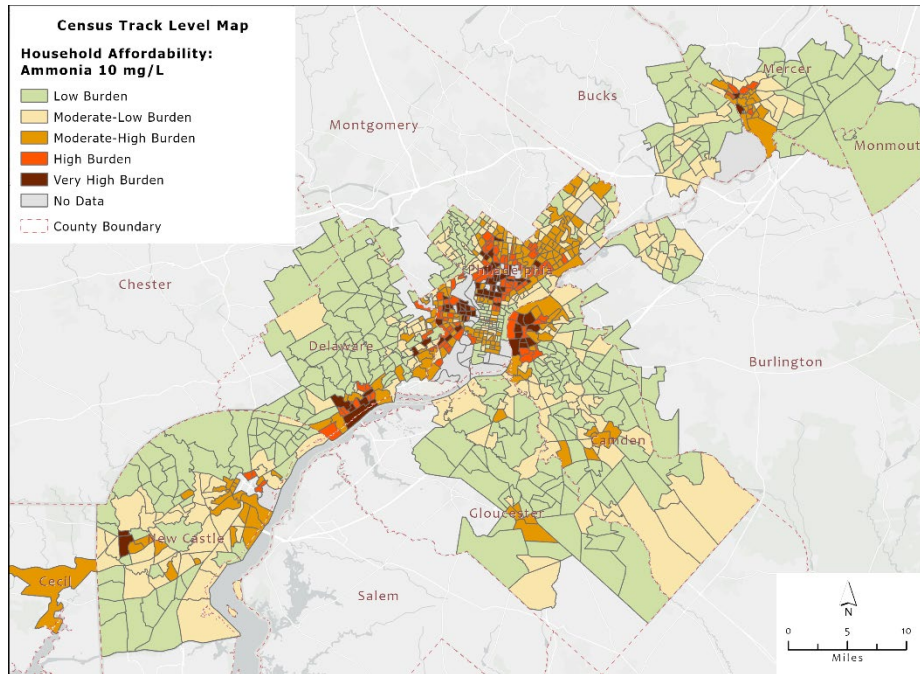 Census Track Level Map
Household Affordability:
Ammonia 10 mg/L
Low Burden
Moderate-Low Burden
Moderate-High Burden
High Burden
Very High Burden
No Data
County Boundary
Mercer
Bucks
Montgomery
Monmout
Philadelphia
Chester
Delaware
Burlington
Camden
Gloucester
New Castle
Cecil
Salem
N
0 5 10
Miles